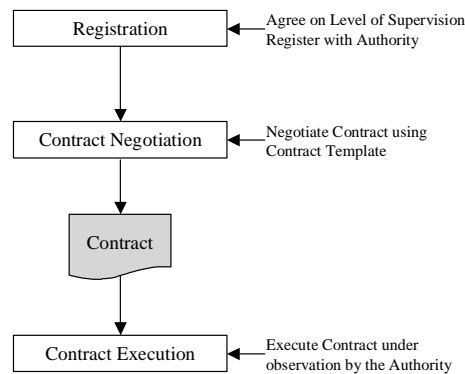 Registration
Agree on Level of Supervision
Register with Authority
Contract Negotiation
Negotiate Contract using
Contract Template
Contract
Contract Execution
Execute Contract under
observation by the Authority